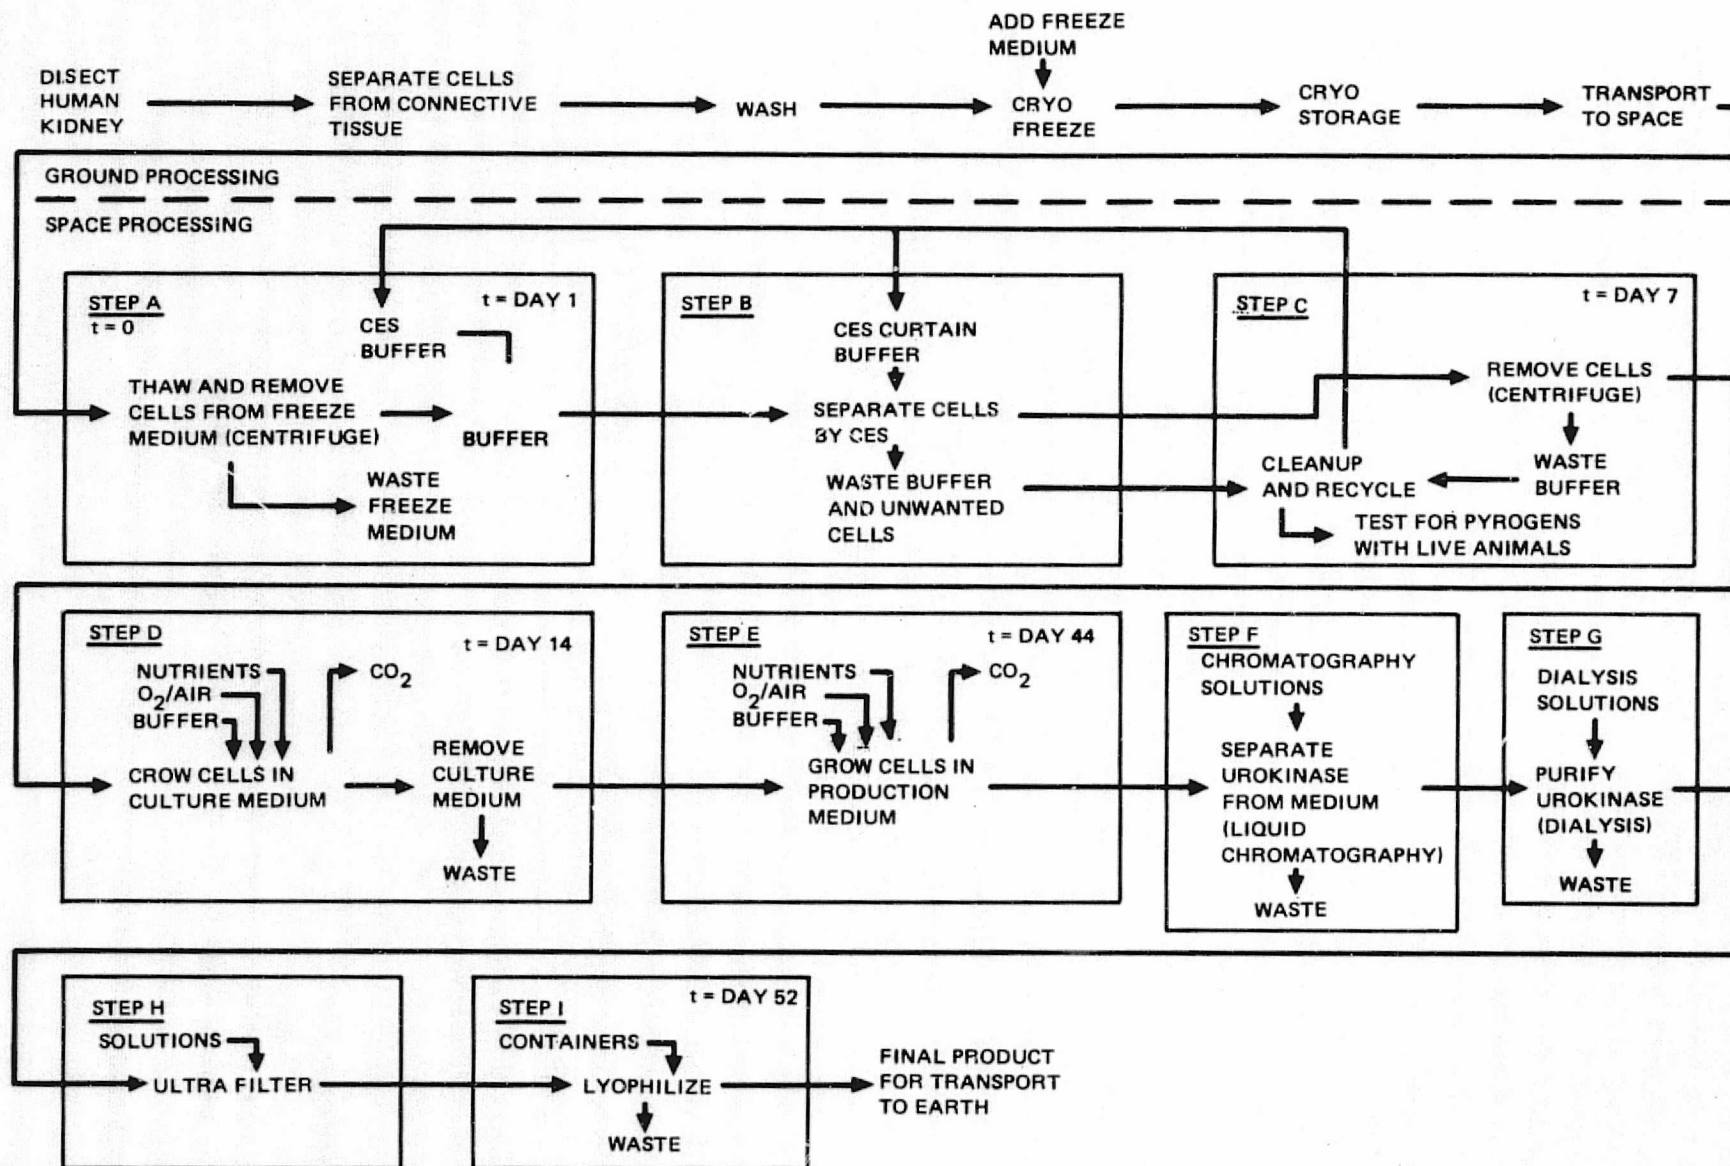 ADD FREEZE
MEDIUM
DISECT
HUMAN
KIDNEY
SEPARATE CELLS
FROM CONNECTIVE
TISSUE
WASH
CRYO
FREEZE
CRYO
STORAGE
TRANSPORT
TO SPACE
GROUND PROCESSING
SPACE PROCESSING
STEP A
t = 0
t = DAY 1
CES
BUFFER
THAW AND REMOVE
CELLS FROM FREEZE
MEDIUM (CENTRIFUGE)
BUFFER
WASTE
FREEZE
MEDIUM
STEP B
CES CURTAIN
BUFFER
SEPARATE CELLS
BY CES
WASTE BUFFER
AND UNWANTED
CELLS
STEP C
t = DAY 7
REMOVE CELLS
(CENTRIFUGE)
WASTE
BUFFER
CLEANUP
AND RECYCLE
TEST FOR PYROGENS
WITH LIVE ANIMALS
STEP D
t = DAY 14
NUTRIENTS
O2/AIR
BUFFER
CO2
CROW CELLS IN
CULTURE MEDIUM
REMOVE
CULTURE
MEDIUM
WASTE
STEP E
t = DAY 44
NUTRIENTS
O2/AIR
BUFFER
CO2
GROW CELLS IN
PRODUCTION
MEDIUM
STEP F
CHROMATOGRAPHY
SOLUTIONS
SEPARATE
UROKINASE
FROM MEDIUM
(LIQUID
CHROMATOGRAPHY)
WASTE
STEP G
DIALYSIS
SOLUTIONS
PURIFY
UROKINASE
(DIALYSIS)
WASTE
STEP H
SOLUTIONS
ULTRA FILTER
STEP I
t = DAY 52
CONTAINERS
LYOPHILIZE
WASTE
FINAL PRODUCT
FOR TRANSPORT
TO EARTH